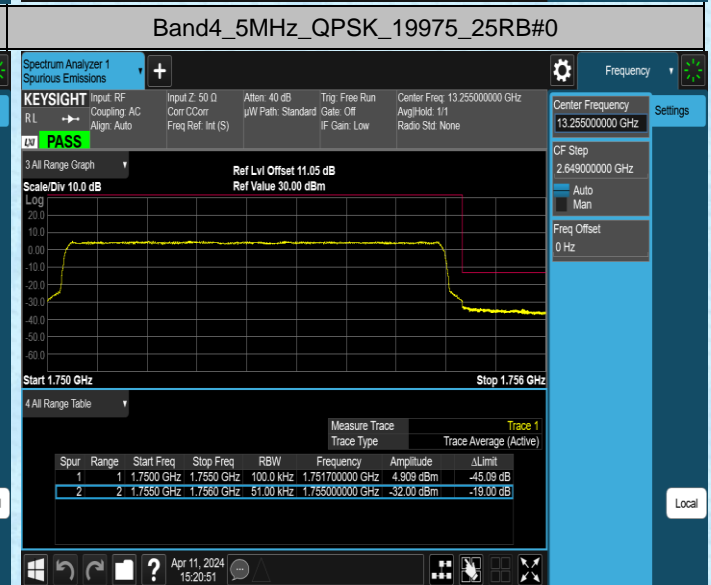 Band4_5MHz_QPSK_19975_25RB#0
Spectrum Analyzer 1
Spurious Emissions
+
Frequency
KEYSIGHT
RL
LXI
PASS
Input: RF
Coupling: AC
Align: Auto
Input Z: 50 Ω
Corr CCorr
Freq Ref: Int (S)
Atten: 40 dB
µW Path: Standard
Trig: Free Run
Gate: Off
IF Gain: Low
Center Freq: 13.255000000 GHz
Avg|Hold: 1/1
Radio Std: None
Center Frequency
13.255000000 GHz
Settings
CF Step
2.649000000 GHz
Auto
Man
Freq Offset
0 Hz
3 All Range Graph
Scale/Div 10.0 dB
Ref Lvl Offset 11.05 dB
Ref Value 30.00 dBm
Log
20.0
10.0
0.00
-10.0
-20.0
-30.0
-40.0
-50.0
-60.0
Start 1.750 GHz
Stop 1.756 GHz
4 All Range Table
Measure Trace Trace 1
Trace Type Trace Average (Active)
Spur Range Start Freq Stop Freq RBW Frequency Amplitude ΔLimit
1 1 1.7500 GHz 1.7550 GHz 100.0 kHz 1.751700000 GHz 4.909 dBm -45.09 dB
2 2 1.7550 GHz 1.7560 GHz 51.00 kHz 1.755000000 GHz -32.00 dBm -19.00 dB
Local
?
Apr 11, 2024
15:20:51